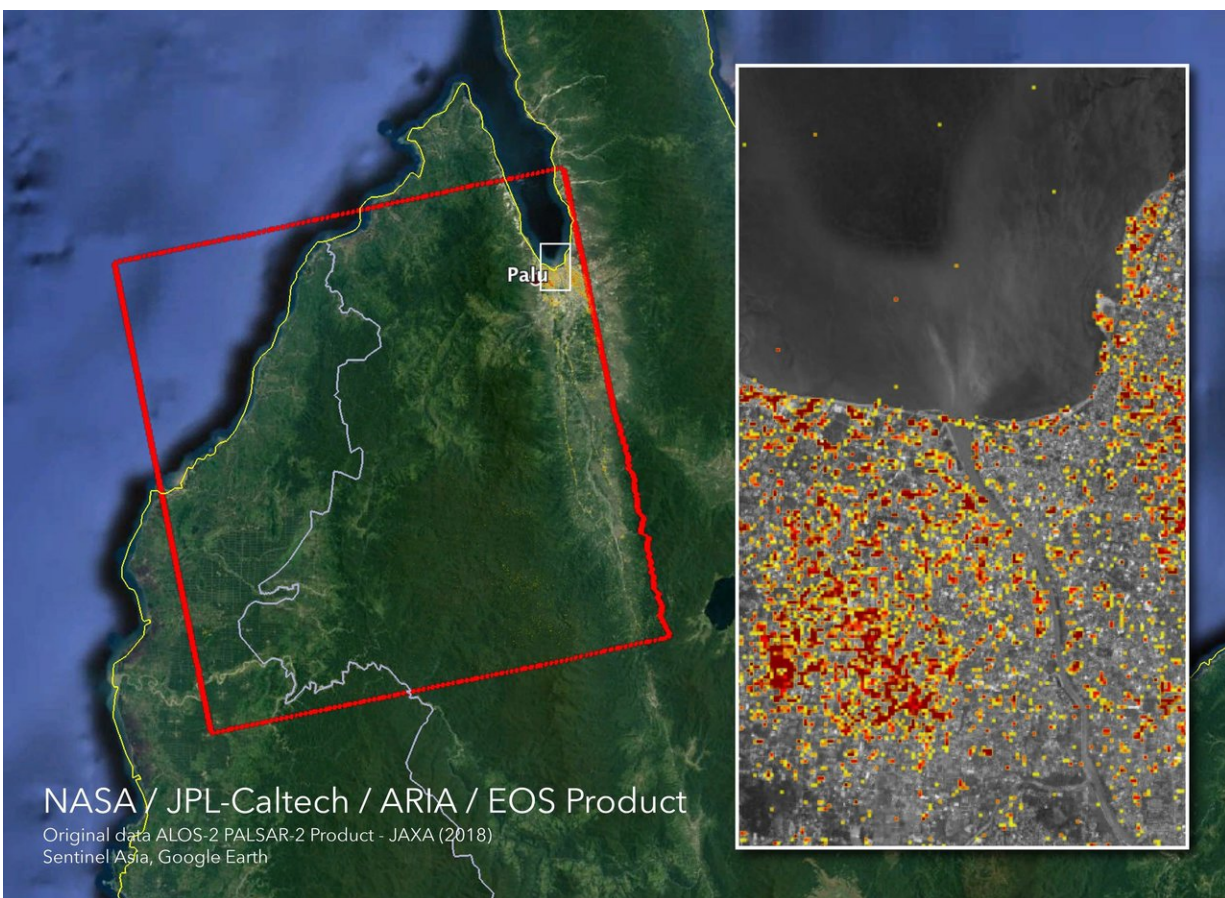 Palu
NASA / JPL-Caltech / ARIA / EOS Product
Original data ALOS-2 PALSAR-2 Product - JAXA (2018)
Sentinel Asia, Google Earth